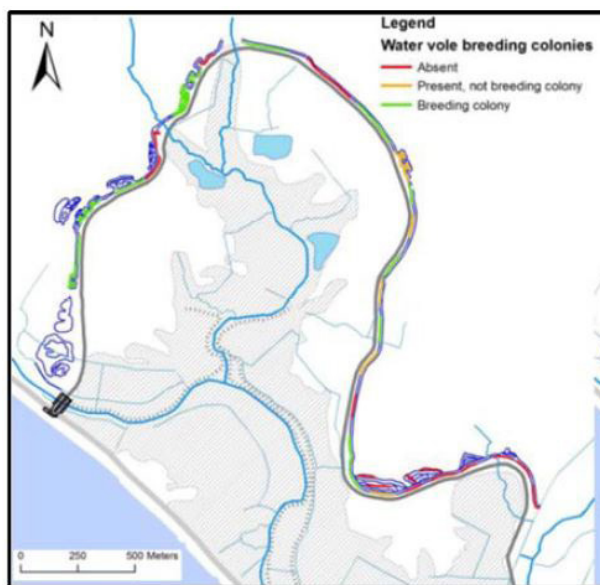 N
Legend
Water vole breeding colonies
Absent
Present, not breeding colony
Breeding colony
0 250 500 Meters